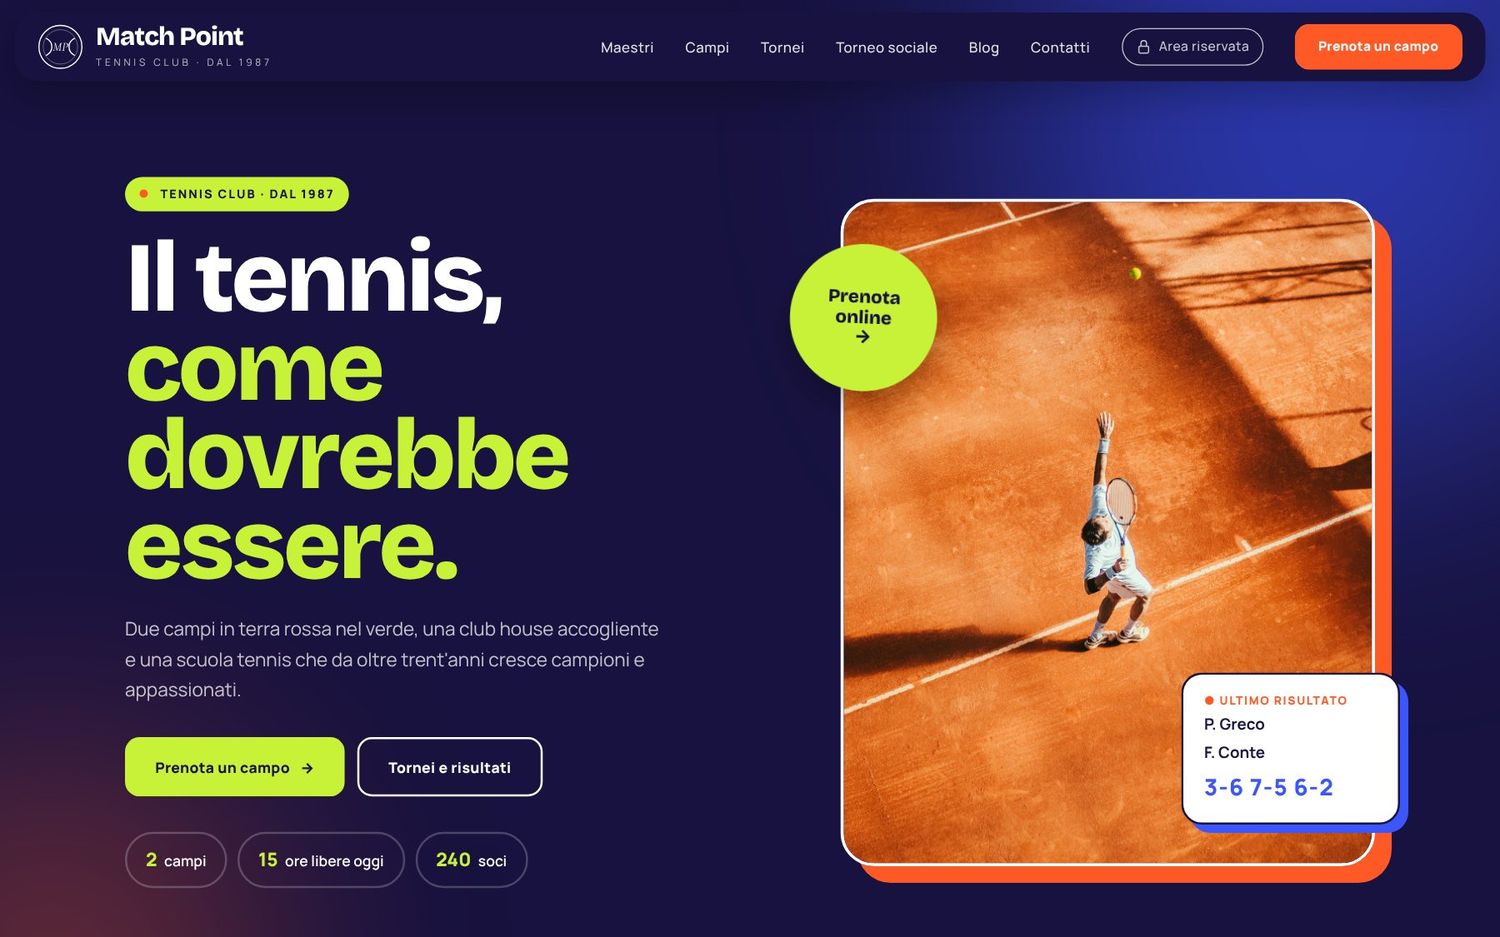 MP
Match Point
TENNIS CLUB · DAL 1987
Maestri
Campi
Tornei
Torneo sociale
Blog
Contatti
Area riservata
Prenota un campo
TENNIS CLUB · DAL 1987
Il tennis,
come
dovrebbe
essere.
Due campi in terra rossa nel verde, una club house accogliente
e una scuola tennis che da oltre trent'anni cresce campioni e
appassionati.
Prenota un campo →
Tornei e risultati
2 campi
15 ore libere oggi
240 soci
Prenota
online
→
ULTIMO RISULTATO
P. Greco
F. Conte
3-6 7-5 6-2